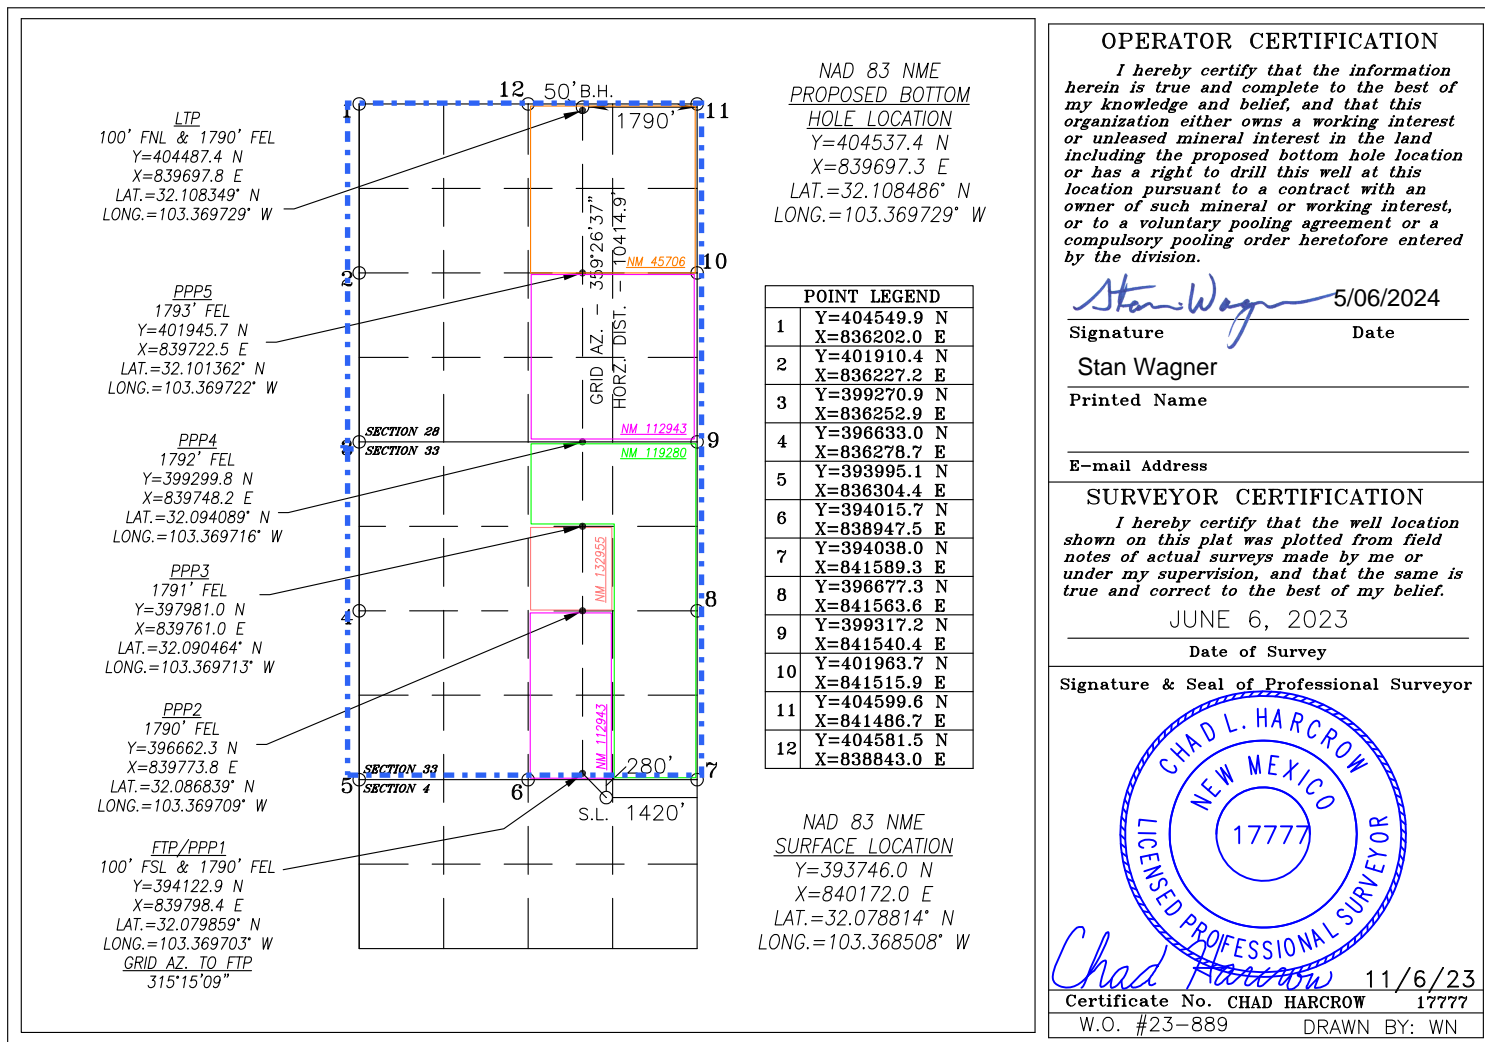 LTP
100' FNL & 1790' FEL
Y=404487.4 N
X=839697.8 E
LAT.=32.108349° N
LONG.=103.369729° W
PPP5
1793' FEL
Y=401945.7 N
X=839722.5 E
LAT.=32.101362° N
LONG.=103.369722° W
PPP4
1792' FEL
Y=399299.8 N
X=839748.2 E
LAT.=32.094089° N
LONG.=103.369716° W
PPP3
1791' FEL
Y=397981.0 N
X=839761.0 E
LAT.=32.090464° N
LONG.=103.369713° W
PPP2
1790' FEL
Y=396662.3 N
X=839773.8 E
LAT.=32.086839° N
LONG.=103.369709° W
FTP/PPP1
100' FSL & 1790' FEL
Y=394122.9 N
X=839798.4 E
LAT.=32.079859° N
LONG.=103.369703° W
GRID AZ. TO FTP
315°15'09"
1
12
50' B.H.
11
1790'
GRID AZ. – 359°26'37"
HORZ. DIST. – 10414.9'
NM 45706
2
10
NM 112943
SECTION 28
3
9
SECTION 33
NM 119280
NM 132955
4
8
NM 112943
SECTION 33
5
SECTION 4
6
7
280'
S.L.
1420'
NAD 83 NME
PROPOSED BOTTOM
HOLE LOCATION
Y=404537.4 N
X=839697.3 E
LAT.=32.108486° N
LONG.=103.369729° W
POINT LEGEND
1 Y=404549.9 N
X=836202.0 E
2 Y=401910.4 N
X=836227.2 E
3 Y=399270.9 N
X=836252.9 E
4 Y=396633.0 N
X=836278.7 E
5 Y=393995.1 N
X=836304.4 E
6 Y=394015.7 N
X=838947.5 E
7 Y=394038.0 N
X=841589.3 E
8 Y=396677.3 N
X=841563.6 E
9 Y=399317.2 N
X=841540.4 E
10 Y=401963.7 N
X=841515.9 E
11 Y=404599.6 N
X=841486.7 E
12 Y=404581.5 N
X=838843.0 E
NAD 83 NME
SURFACE LOCATION
Y=393746.0 N
X=840172.0 E
LAT.=32.078814° N
LONG.=103.368508° W
OPERATOR CERTIFICATION
I hereby certify that the information
herein is true and complete to the best of
my knowledge and belief, and that this
organization either owns a working interest
or unleased mineral interest in the land
including the proposed bottom hole location
or has a right to drill this well at this
location pursuant to a contract with an
owner of such mineral or working interest,
or to a voluntary pooling agreement or a
compulsory pooling order heretofore entered
by the division.
Stan Wagner 5/06/2024
Signature Date
Stan Wagner
Printed Name
E-mail Address
SURVEYOR CERTIFICATION
I hereby certify that the well location
shown on this plat was plotted from field
notes of actual surveys made by me or
under my supervision, and that the same is
true and correct to the best of my belief.
JUNE 6, 2023
Date of Survey
Signature & Seal of Professional Surveyor
CHAD L. HARCROW
NEW MEXICO
17777
LICENSED PROFESSIONAL SURVEYOR
Chad Harcrow 11/6/23
Certificate No. CHAD HARCROW 17777
W.O. #23-889 DRAWN BY: WN